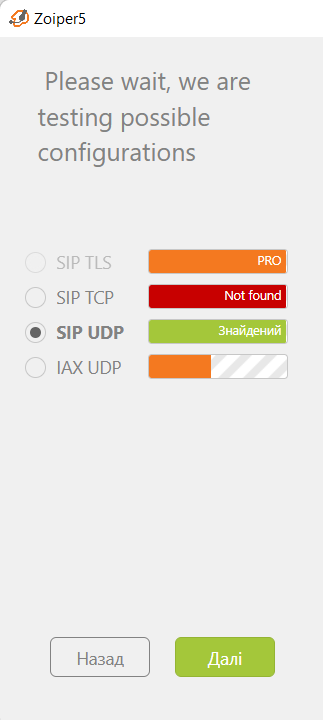 Zoiper5
Please wait, we are
testing possible
configurations
SIP TLS PRO
SIP TCP Not found
SIP UDP Знайдений
IAX UDP
Назад Далі